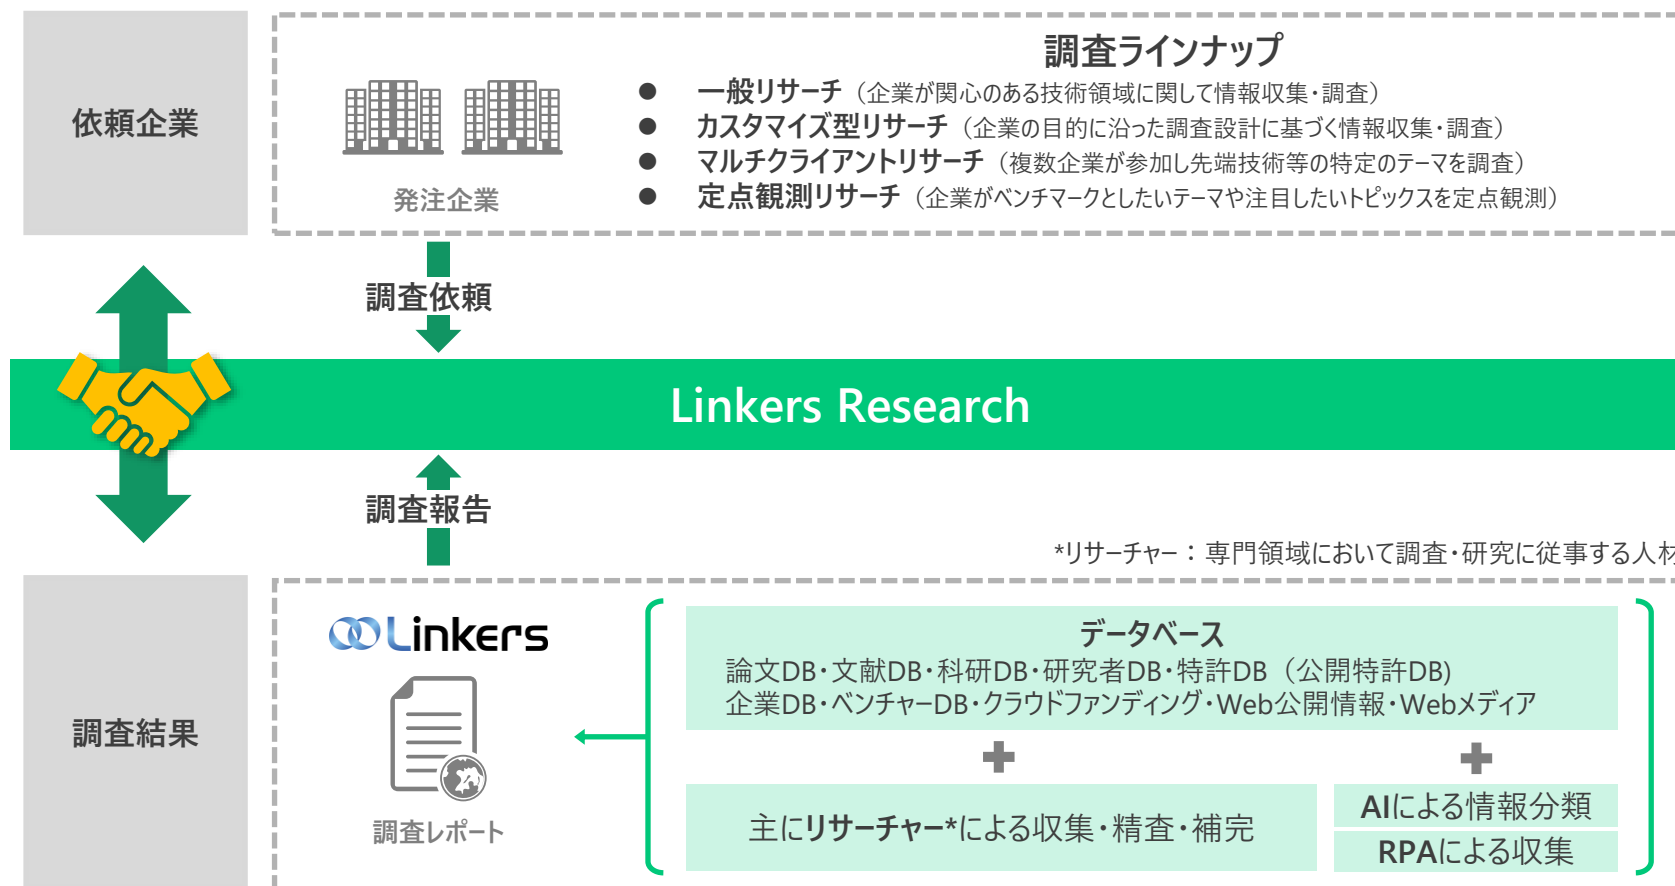 依頼企業
発注企業
調査ラインナップ
● 一般リサーチ（企業が関心のある技術領域に関して情報収集・調査）
● カスタマイズ型リサーチ（企業の目的に沿った調査設計に基づく情報収集・調査）
● マルチクライアントリサーチ（複数企業が参加し先端技術等の特定のテーマを調査）
● 定点観測リサーチ（企業がベンチマークとしたいテーマや注目したいトピックスを定点観測）
調査依頼
Linkers Research
調査報告
*リサーチャー：専門領域において調査・研究に従事する人材
調査結果
Linkers
調査レポート
データベース
論文DB・文献DB・科研DB・研究者DB・特許DB（公開特許DB)
企業DB・ベンチャーDB・クラウドファンディング・Web公開情報・Webメディア
主にリサーチャー*による収集・精査・補完
AIによる情報分類
RPAによる収集